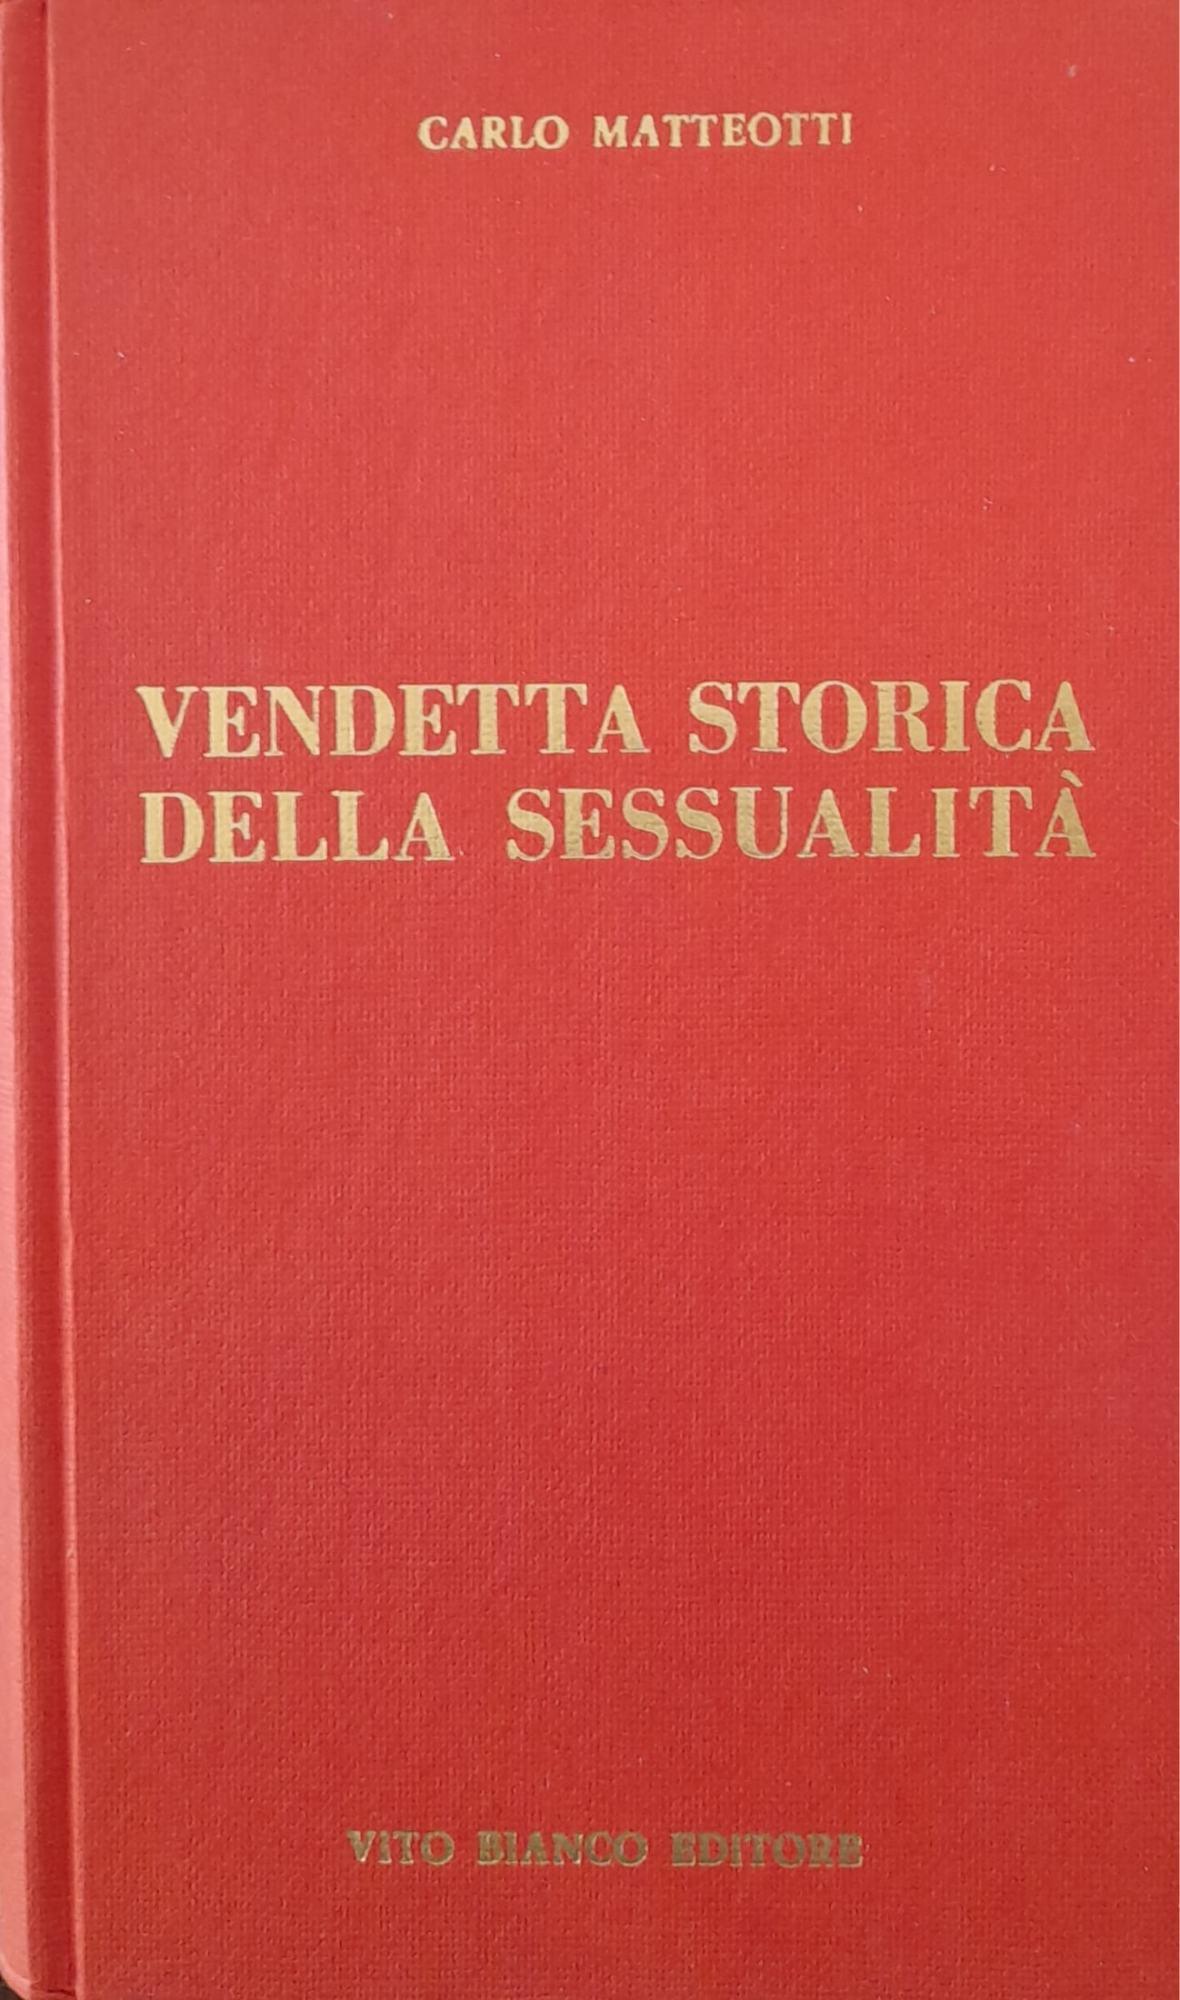 CARLO MATTEOTTI
VENDETTA STORICA
DELLA SESSUALITÀ
VITO BIANCO EDITORE